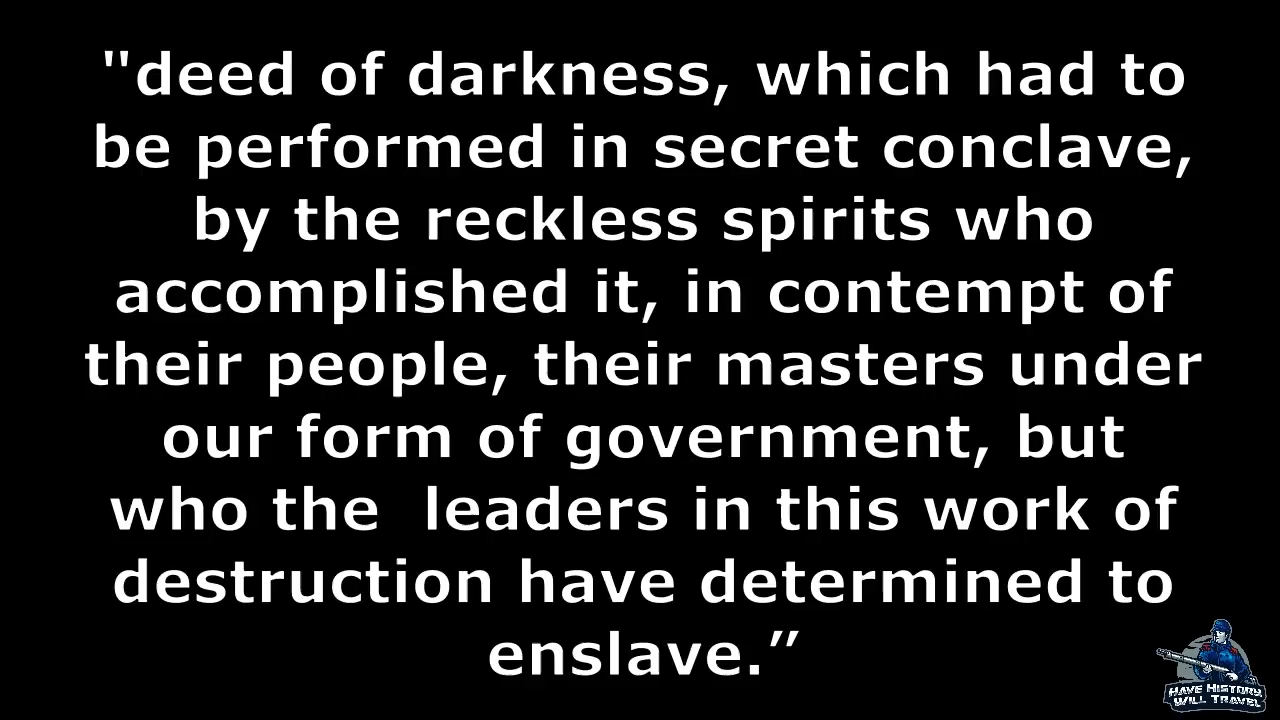 "deed of darkness, which had to
be performed in secret conclave,
by the reckless spirits who
accomplished it, in contempt of
their people, their masters under
our form of government, but
who the  leaders in this work of
destruction have determined to
enslave.”
HAVE HISTORY
WILL TRAVEL